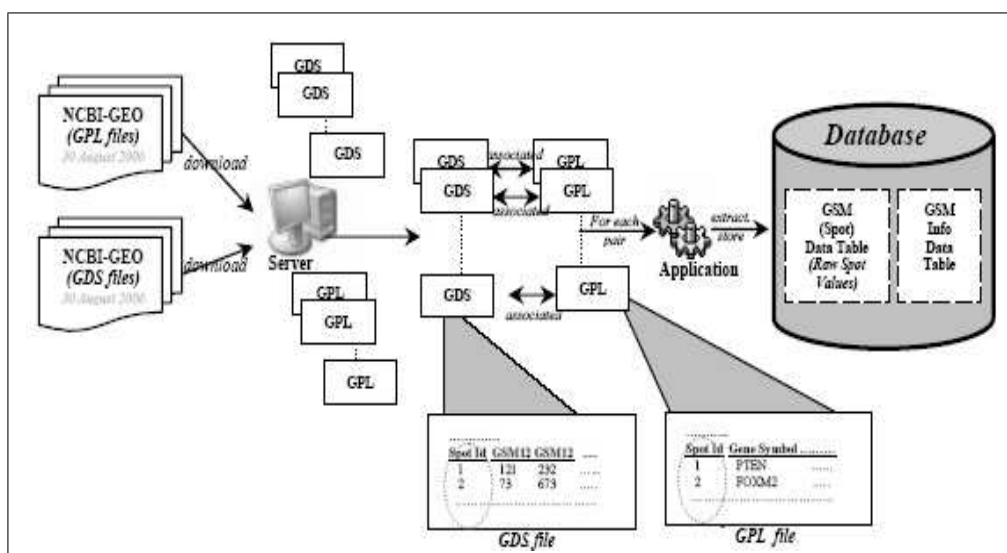 NCBI-GEO
(GPL files)
30 August 2006
download
NCBI-GEO
(GDS files)
30 August 2006
download
Server
GDS
GDS
GDS
GPL
GPL
GPL
GDS
associated
GPL
GDS
associated
GPL
GDS
associated
GPL
For each
pair
Application
extract,
store
Database
GSM
(Spot)
Data Table
(Raw Spot
Values)
GSM
Info
Data
Table
Spot Id GSM12 GSM12 .....
1 121 232 .....
2 73 673 .....
GDS file
Spot Id Gene Symbol .........
1 PTEN .....
2 FOXM2 .....
GPL file